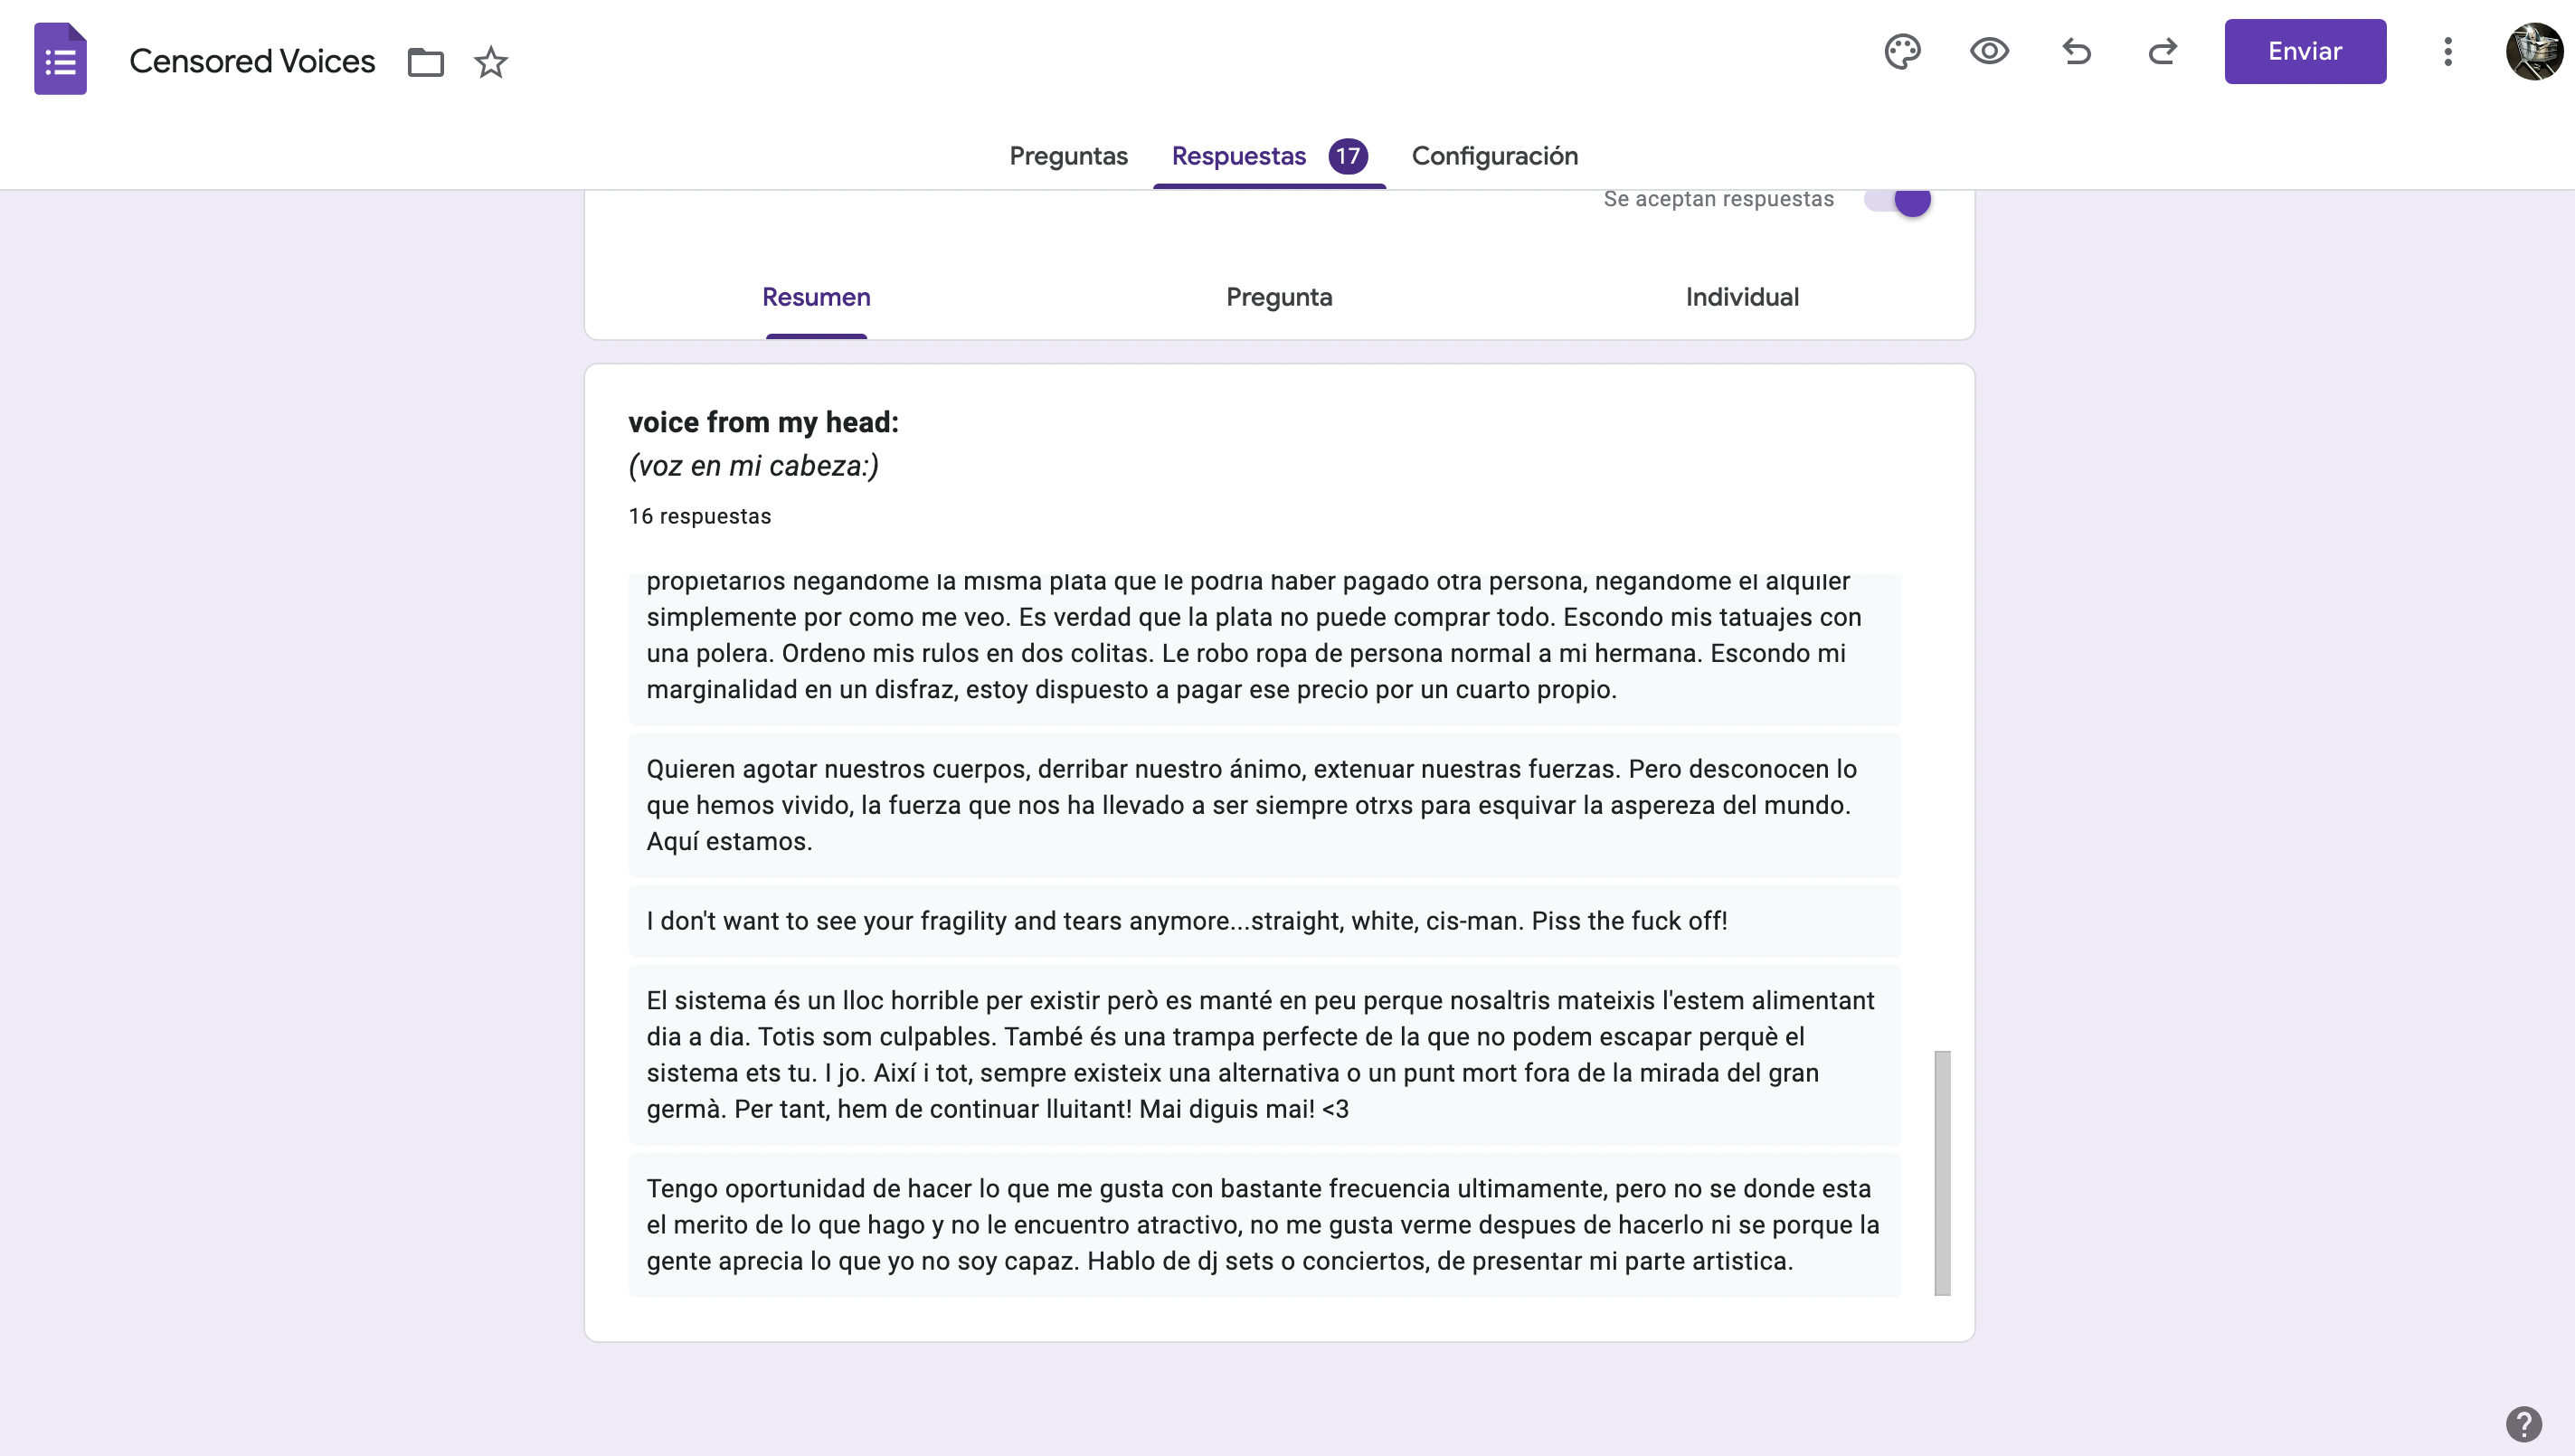 Censored Voices
Enviar
Preguntas
Respuestas 17
Configuración
Se aceptan respuestas
Resumen
Pregunta
Individual
voice from my head:
(voz en mi cabeza:)
16 respuestas
propietarios negándome la misma plata que le podría haber pagado otra persona, negándome el alquiler
simplemente por como me veo. Es verdad que la plata no puede comprar todo. Escondo mis tatuajes con
una polera. Ordeno mis rulos en dos colitas. Le robo ropa de persona normal a mi hermana. Escondo mi
marginalidad en un disfraz, estoy dispuesto a pagar ese precio por un cuarto propio.
Quieren agotar nuestros cuerpos, derribar nuestro ánimo, extenuar nuestras fuerzas. Pero desconocen lo
que hemos vivido, la fuerza que nos ha llevado a ser siempre otrxs para esquivar la aspereza del mundo.
Aquí estamos.
I don't want to see your fragility and tears anymore...straight, white, cis-man. Piss the fuck off!
El sistema és un lloc horrible per existir però es manté en peu perque nosaltris mateixis l'estem alimentant
dia a dia. Totis som culpables. També és una trampa perfecte de la que no podem escapar perquè el
sistema ets tu. I jo. Així i tot, sempre existeix una alternativa o un punt mort fora de la mirada del gran
germà. Per tant, hem de continuar lluitant! Mai diguis mai! <3
Tengo oportunidad de hacer lo que me gusta con bastante frecuencia ultimamente, pero no se donde esta
el merito de lo que hago y no le encuentro atractivo, no me gusta verme despues de hacerlo ni se porque la
gente aprecia lo que yo no soy capaz. Hablo de dj sets o conciertos, de presentar mi parte artistica.